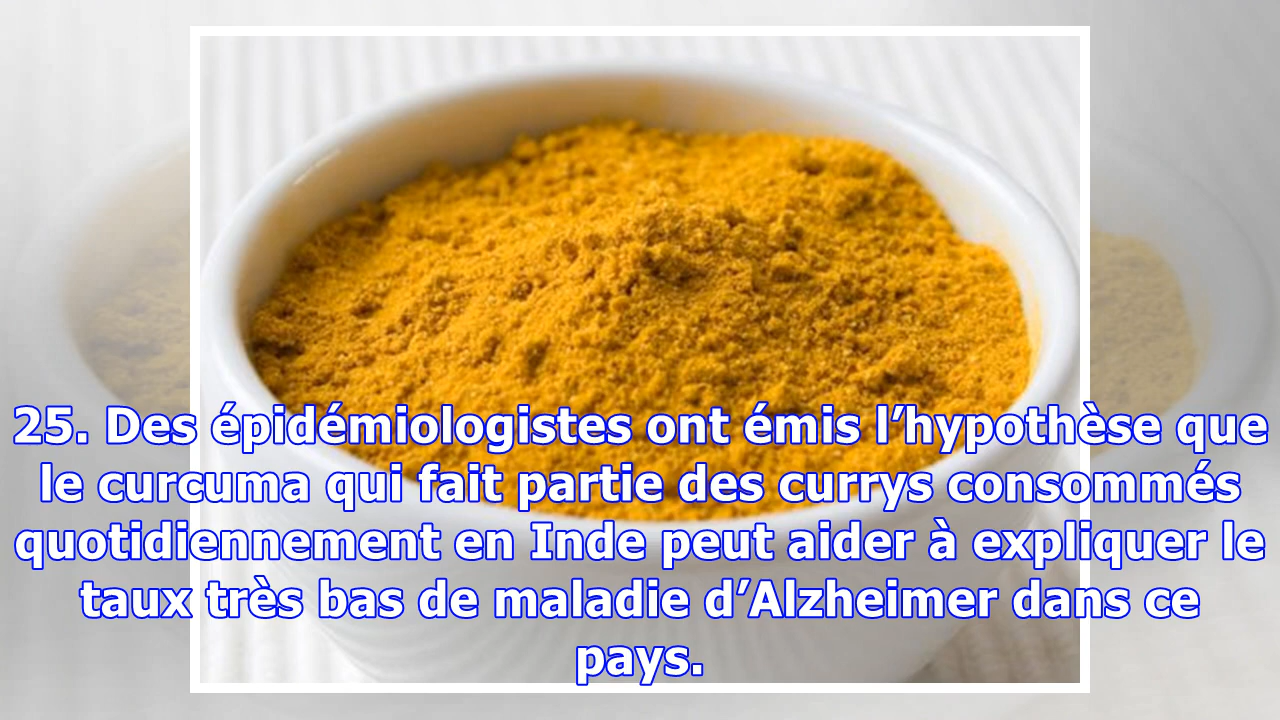 25. Des épidémiologistes ont émis l’hypothèse que
le curcuma qui fait partie des currys consommés
quotidiennement en Inde peut aider à expliquer le
taux très bas de maladie d’Alzheimer dans ce
pays.